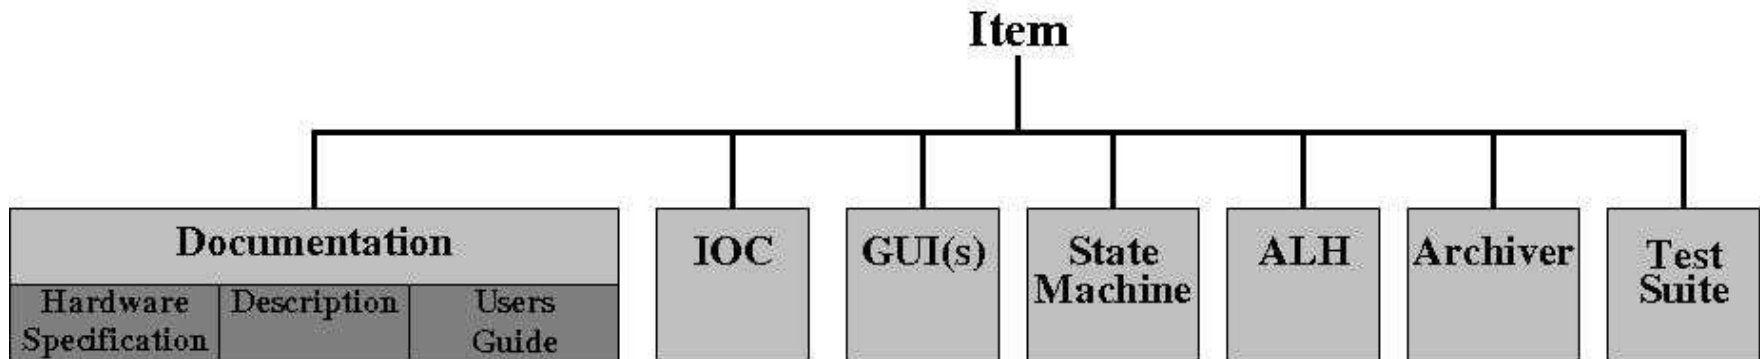 Item
Documentation
IOC
GUI(s)
State
Machine
ALH
Archiver
Test
Suite
Hardware
Specification
Description
Users
Guide